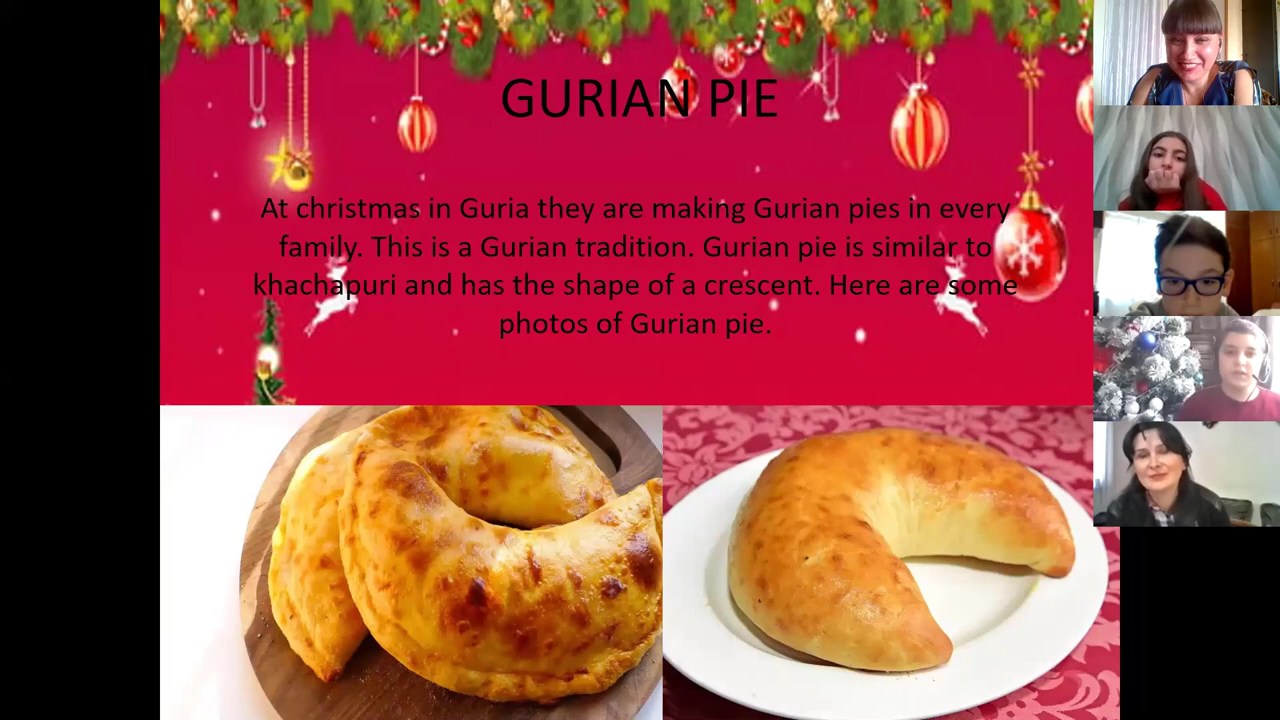 GURIAN PIE
At christmas in Guria they are making Gurian pies in every
family. This is a Gurian tradition. Gurian pie is similar to
khachapuri and has the shape of a crescent. Here are some
photos of Gurian pie.